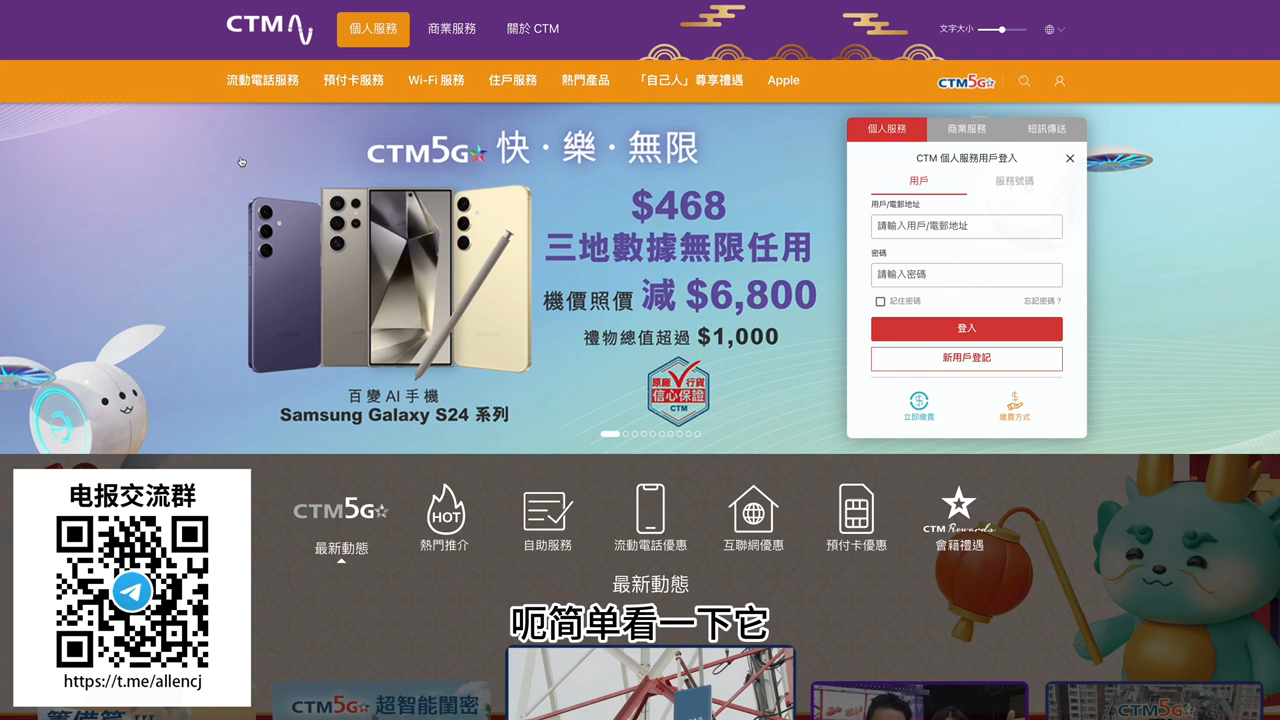 CTM
個人服務
商業服務
關於 CTM
文字大小
流動電話服務
預付卡服務
Wi-Fi 服務
住戶服務
熱門產品
「自己人」尊享禮遇
Apple
CTM5G
CTM5G 快·樂·無限
$468
三地數據無限任用
機價照價 減 $6,800
禮物總值超過 $1,000
原廠行貨
信心保證
CTM
百變AI手機
Samsung Galaxy S24 系列
個人服務
商業服務
短訊傳送
CTM 個人服務用戶登入
用戶
服務號碼
用戶/電郵地址
請輸入用戶/電郵地址
密碼
請輸入密碼
記住密碼
忘記密碼？
登入
新用戶登記
立即繳費
繳費方式
电报交流群
https://t.me/allencj
CTM5G
最新動態
HOT
熱門推介
自助服務
流動電話優惠
互聯網優惠
預付卡優惠
CTM Rewards
會籍禮遇
最新動態
呃简单看一下它
CTM5G 超智能閨密
CTM5G